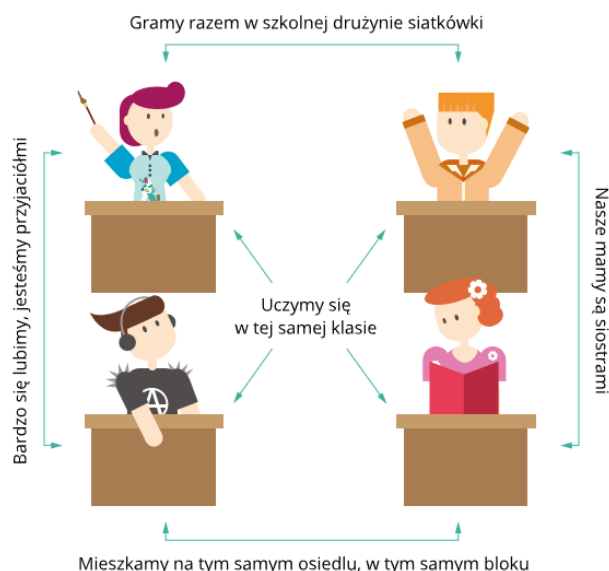 Gramy razem w szkolnej drużynie siatkówki
Bardzo się lubimy, jesteśmy przyjaciółmi
Nasze mamy są siostrami
Uczymy się
w tej samej klasie
Mieszkamy na tym samym osiedlu, w tym samym bloku